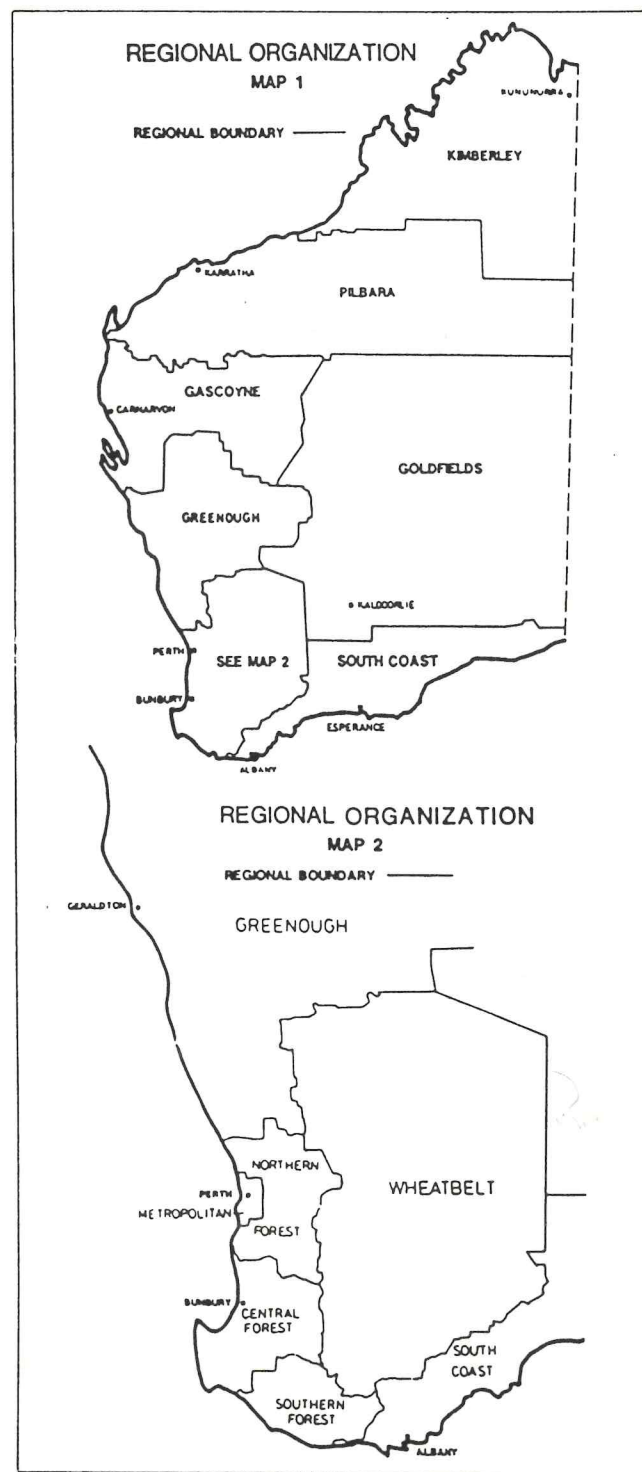 REGIONAL ORGANIZATION
MAP 1
REGIONAL BOUNDARY
KUNUNURRA
KIMBERLEY
KARRATHA
PILBARA
GASCOYNE
CARNARVON
GOLDFIELDS
GREENOUGH
KALGOORLIE
PERTH
SEE MAP 2
SOUTH COAST
BUNBURY
ESPERANCE
ALBANY
REGIONAL ORGANIZATION
MAP 2
REGIONAL BOUNDARY
GERALDTON
GREENOUGH
NORTHERN
FOREST
PERTH
METROPOLITAN
WHEATBELT
BUNBURY
CENTRAL
FOREST
SOUTH
COAST
SOUTHERN
FOREST
ALBANY